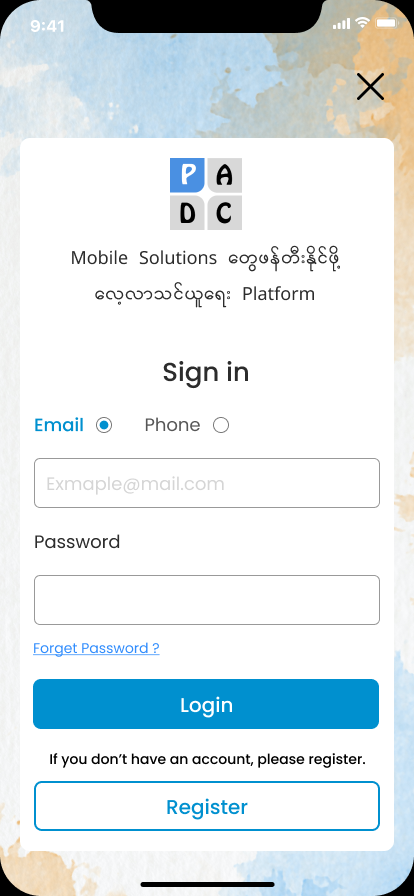 9:41
P A
D C
Mobile Solutions တွေဖန်တီးနိုင်ဖို့
လေ့လာသင်ယူရေး Platform
Sign in
Email Phone
Exmaple@mail.com
Password
Forget Password ?
Login
If you don’t have an account, please register.
Register